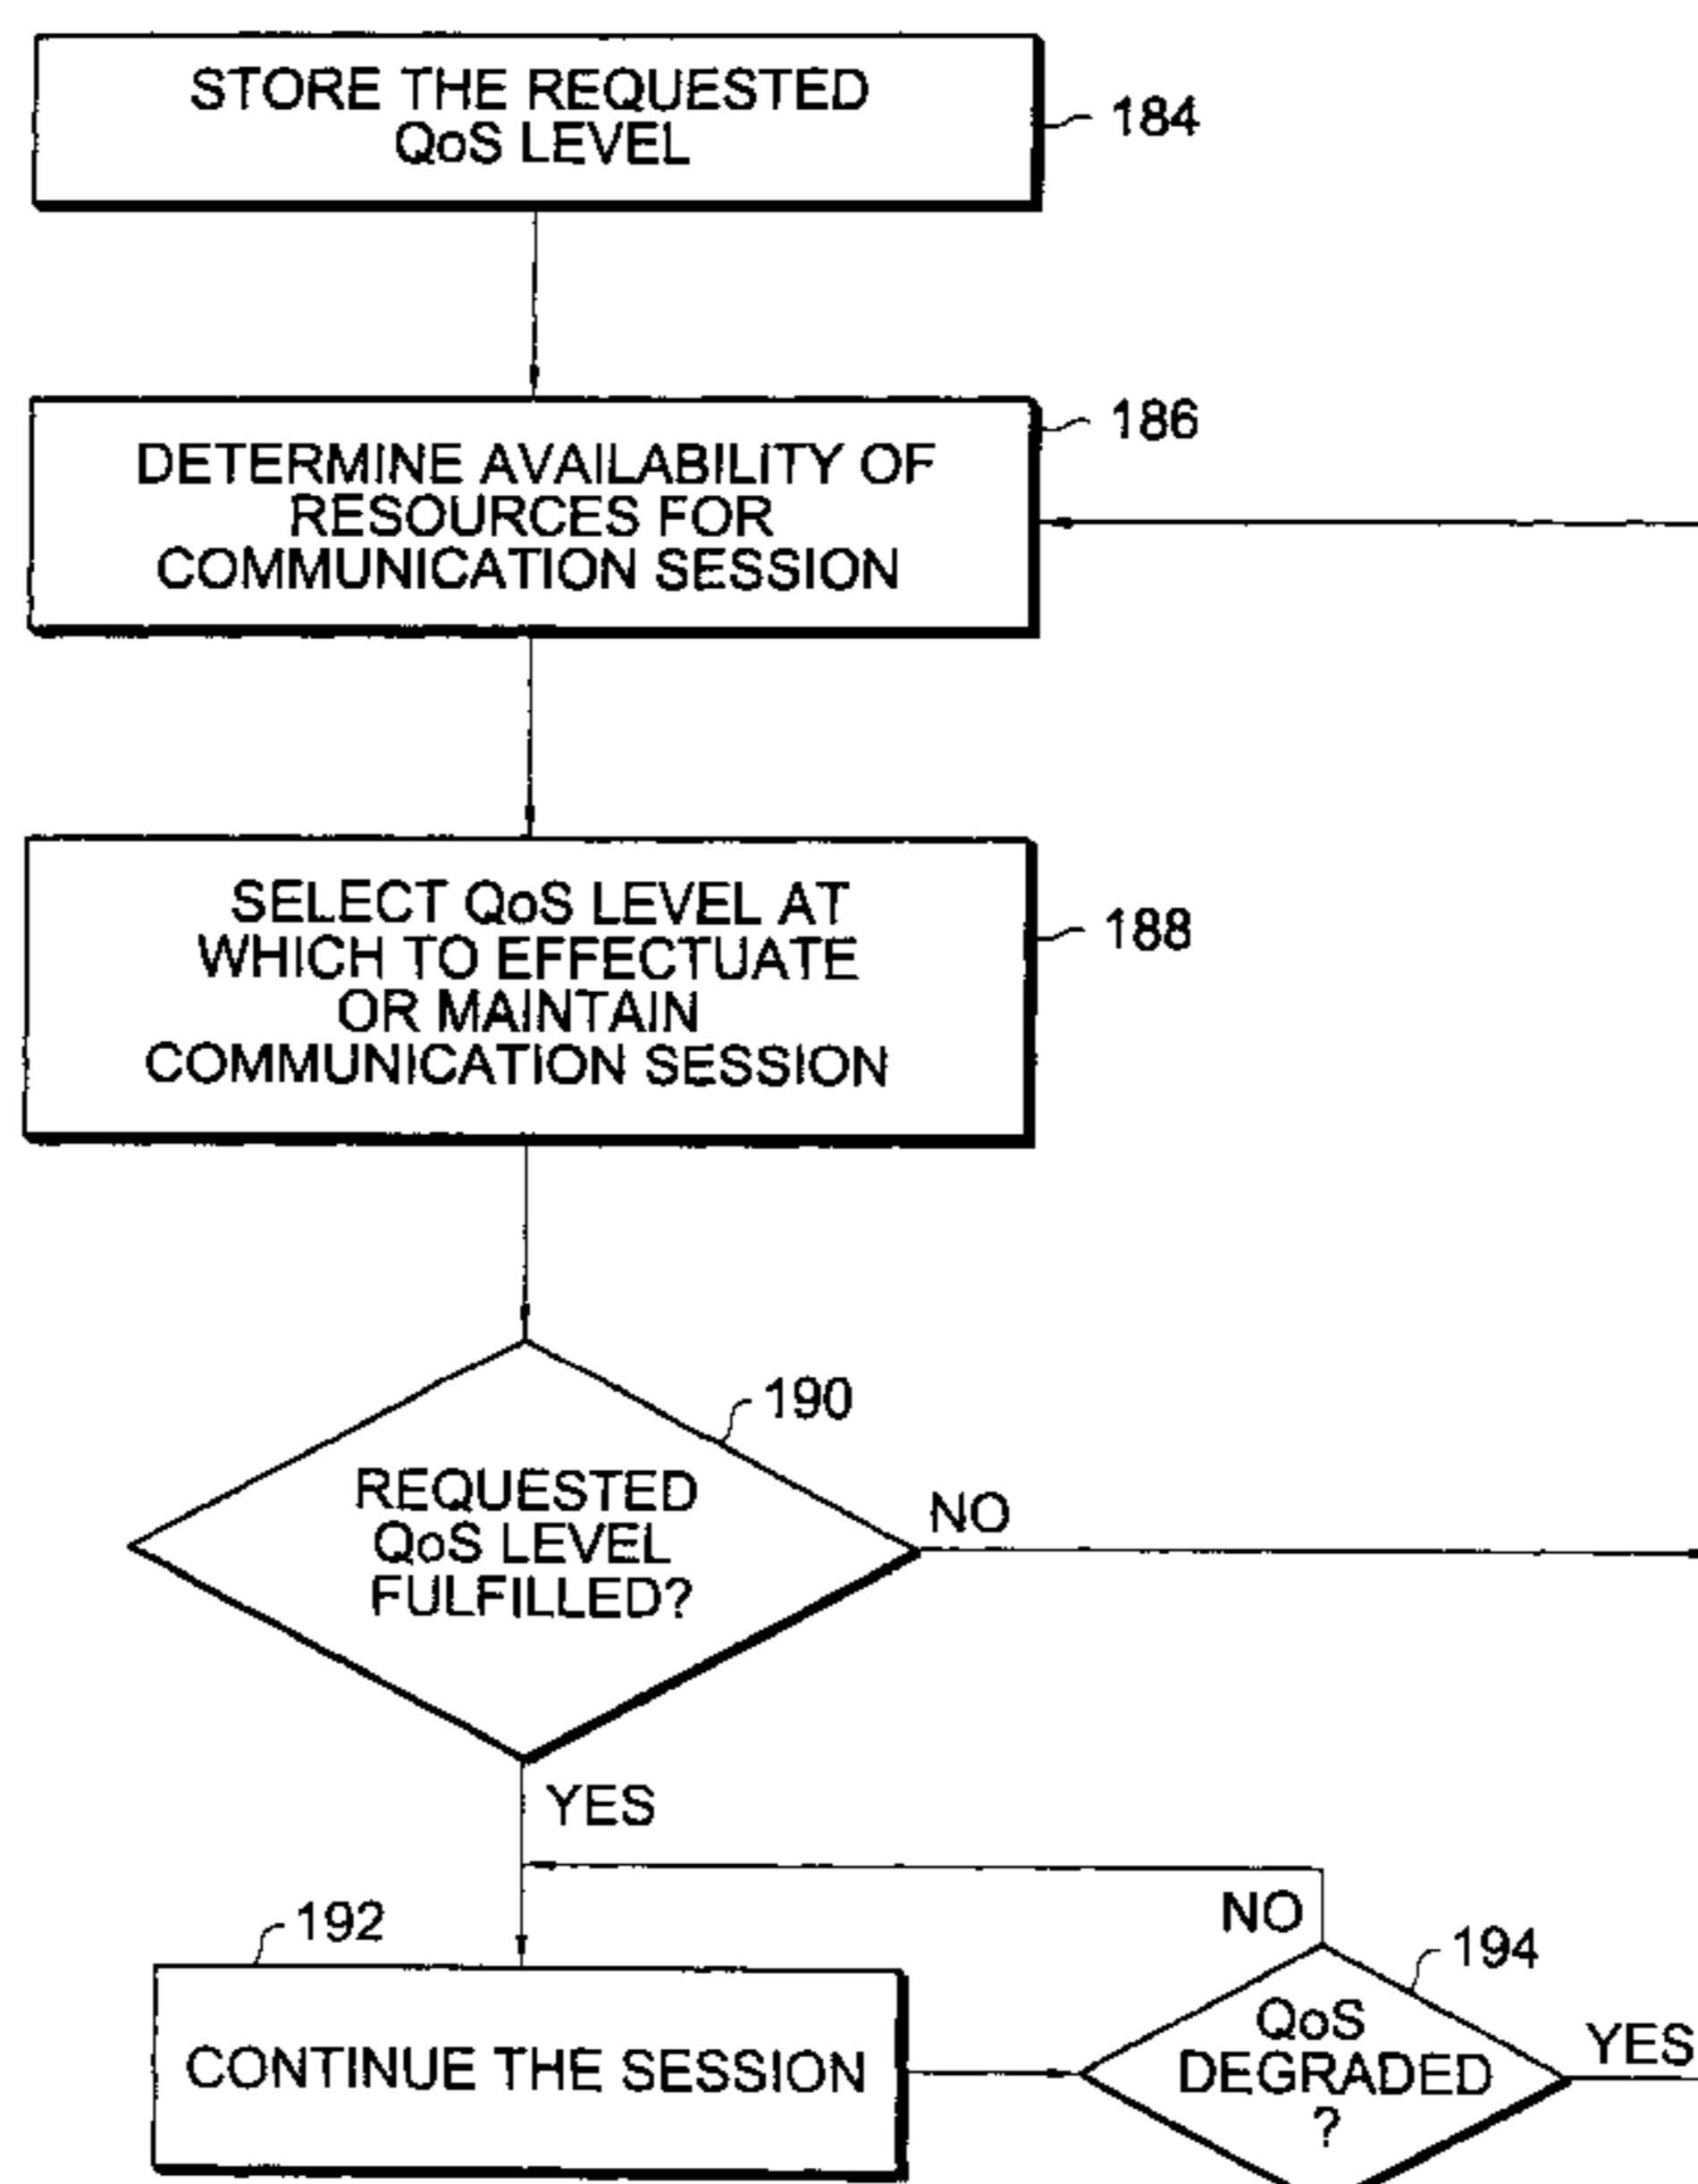 STORE THE REQUESTED
QoS LEVEL
184
DETERMINE AVAILABILITY OF
RESOURCES FOR
COMMUNICATION SESSION
186
SELECT QoS LEVEL AT
WHICH TO EFFECTUATE
OR MAINTAIN
COMMUNICATION SESSION
188
190
REQUESTED
QoS LEVEL
FULFILLED?
NO
YES
192
CONTINUE THE SESSION
NO
194
QoS
DEGRADED
?
YES